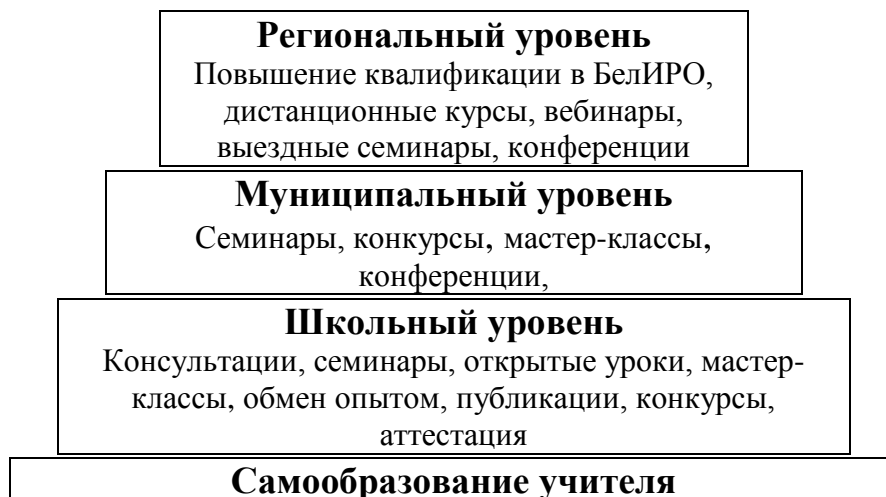 Региональный уровень
Повышение квалификации в БелИРО,
дистанционные курсы, вебинары,
выездные семинары, конференции
Муниципальный уровень
Семинары, конкурсы, мастер-классы,
конференции,
Школьный уровень
Консультации, семинары, открытые уроки, мастер-
классы, обмен опытом, публикации, конкурсы,
аттестация
Самообразование учителя